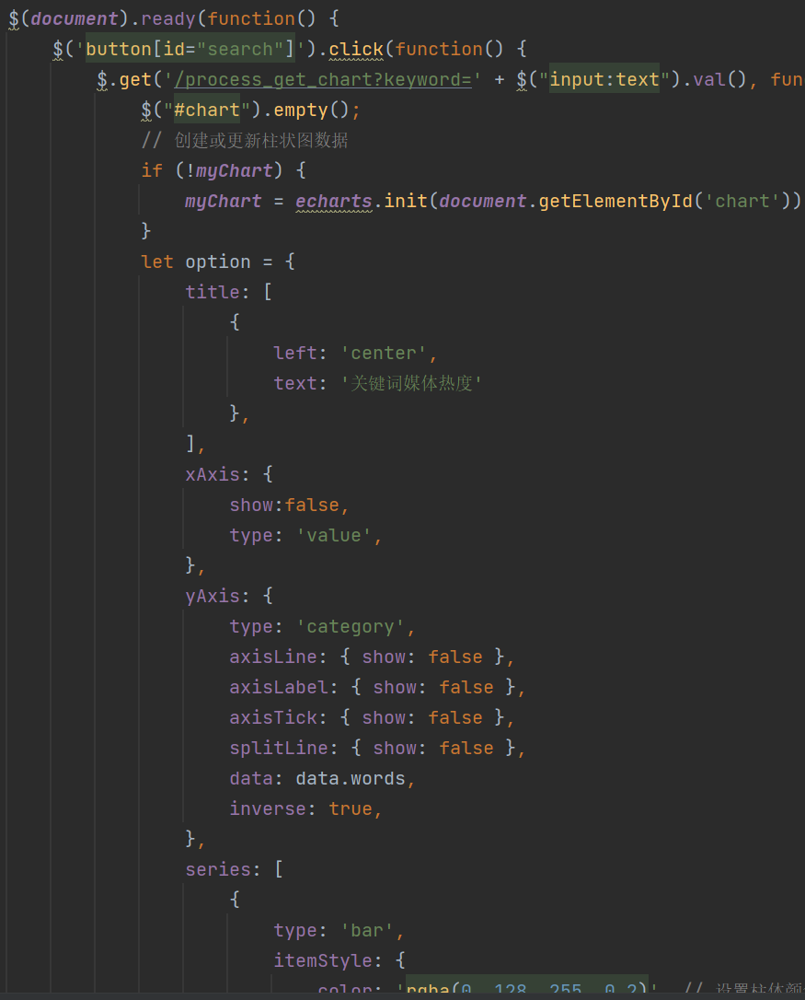 $(document).ready(function() {
$('button[id="search"]').click(function() {
$.get('/process_get_chart?keyword=' + $("input:text").val(), fun
$("#chart").empty();
// 创建或更新柱状图数据
if (!myChart) {
myChart = echarts.init(document.getElementById('chart'))
}
let option = {
title: [
{
left: 'center',
text: '关键词媒体热度'
},
],
xAxis: {
show:false,
type: 'value',
},
yAxis: {
type: 'category',
axisLine: { show: false },
axisLabel: { show: false },
axisTick: { show: false },
splitLine: { show: false },
data: data.words,
inverse: true,
},
series: [
{
type: 'bar',
itemStyle: {
color: 'rgba(0, 128, 255, 0.2)', // 设置柱体颜